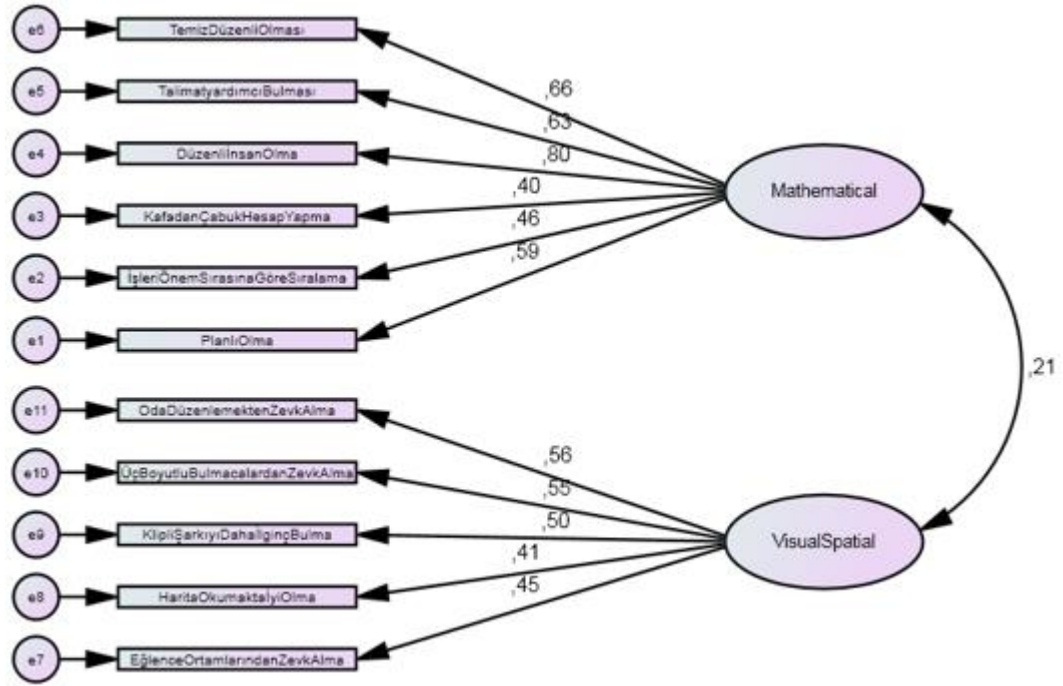 e6
TemizDüzenliOlması
e5
TalimatyardımcıBulması
e4
DüzenliİnsanOlma
e3
KafadanÇabukHesapYapma
e2
İşleriÖnemSırasınaGöreSıralama
e1
PlanlıOlma
,66
,63
,80
,40
,46
,59
Mathematical
,21
e11
OdaDüzenlemektenZevkAlma
e10
ÜçBoyutluBulmacalardanZevkAlma
e9
KlipliŞarkıyıDahaİlginçBulma
e8
HaritaOkumaktaİyiOlma
e7
EğlenceOrtamlarındanZevkAlma
,56
,55
,50
,41
,45
VisualSpatial